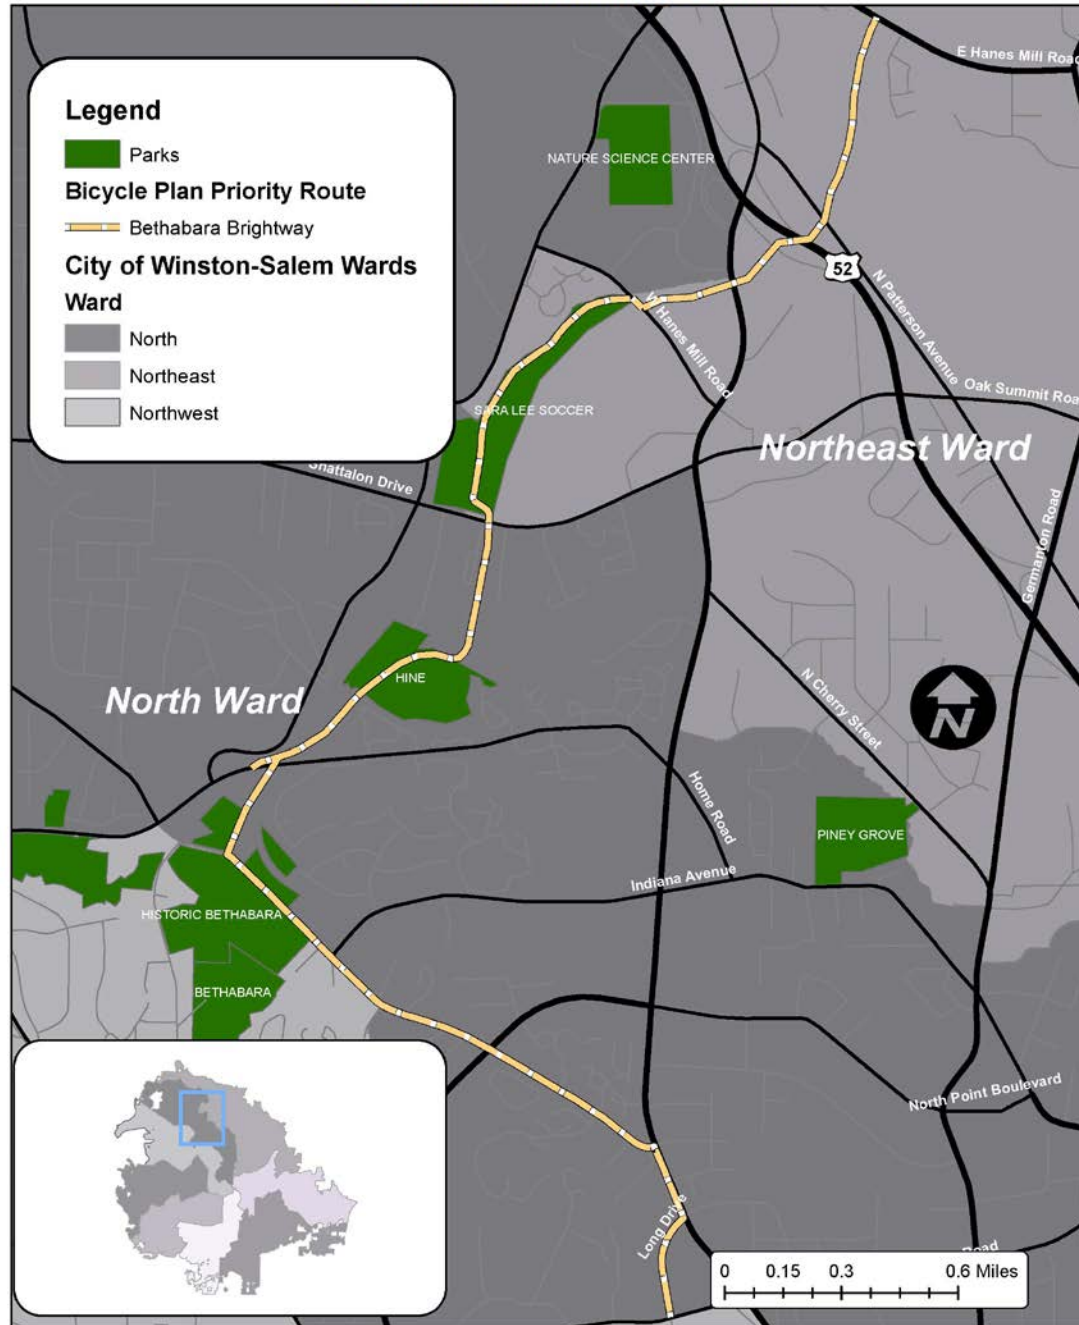 Legend
Parks
Bicycle Plan Priority Route
Bethabara Brightway
City of Winston-Salem Wards
Ward
North
Northeast
Northwest
E Hanes Mill Road
NATURE SCIENCE CENTER
52
N Patterson Avenue
W Hanes Mill Road
Oak Summit Roa
SARA LEE SOCCER
Northeast Ward
Shattalon Drive
Germanton Road
HINE
North Ward
N Cherry Street
N
Home Road
PINEY GROVE
Indiana Avenue
HISTORIC BETHABARA
BETHABARA
North Point Boulevard
Long Drive
Road
0 0.15 0.3 0.6 Miles